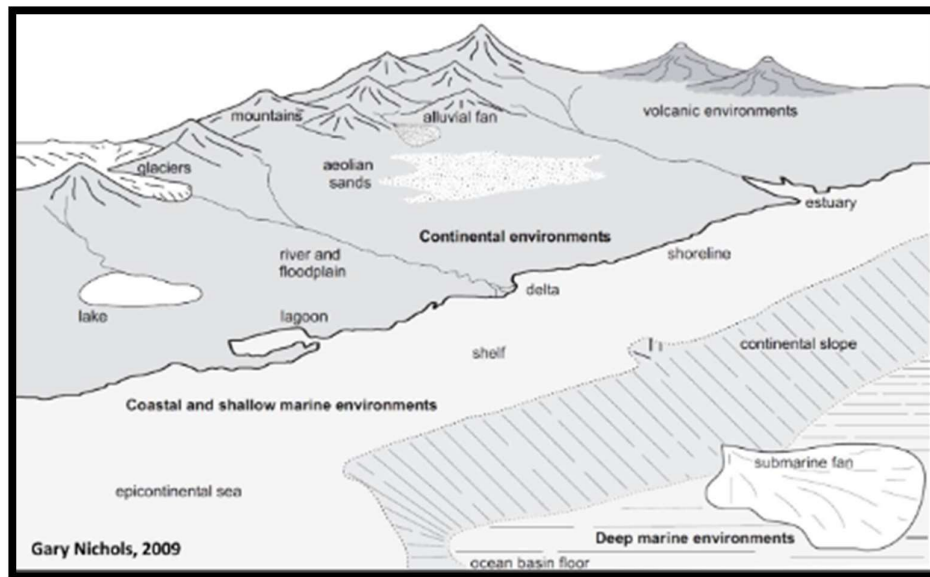 mountains
alluvial fan
volcanic environments
glaciers
aeolian
sands
estuary
Continental environments
river and
floodplain
shoreline
delta
lake
lagoon
shelf
continental slope
Coastal and shallow marine environments
submarine fan
epicontinental sea
Deep marine environments
Gary Nichols, 2009
ocean basin floor